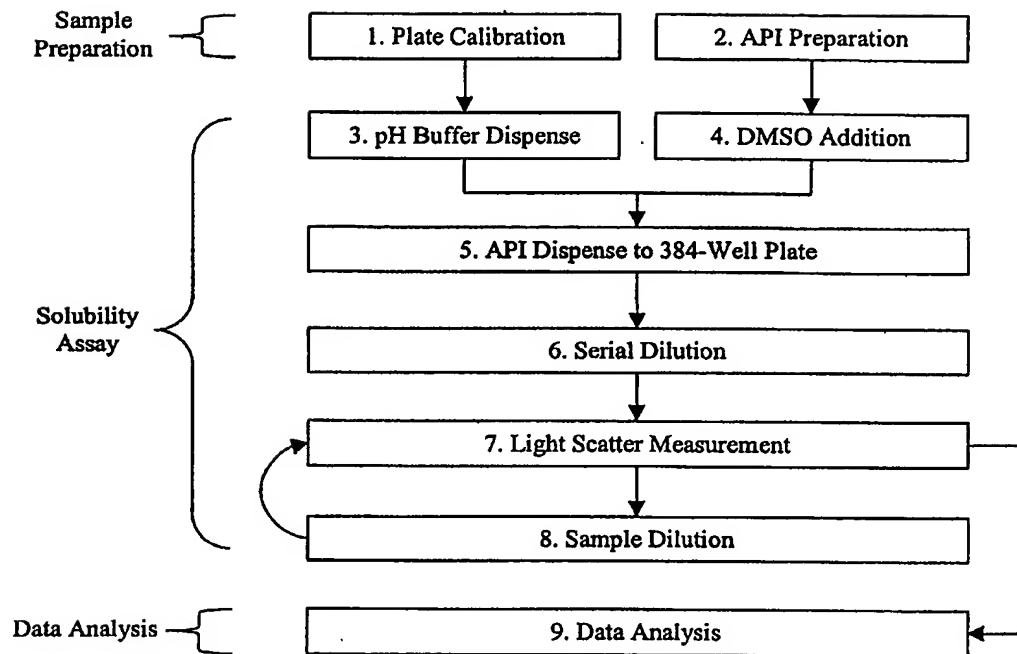 Sample
Preparation
1. Plate Calibration
2. API Preparation
3. pH Buffer Dispense
4. DMSO Addition
5. API Dispense to 384-Well Plate
Solubility
Assay
6. Serial Dilution
7. Light Scatter Measurement
8. Sample Dilution
Data Analysis
9. Data Analysis